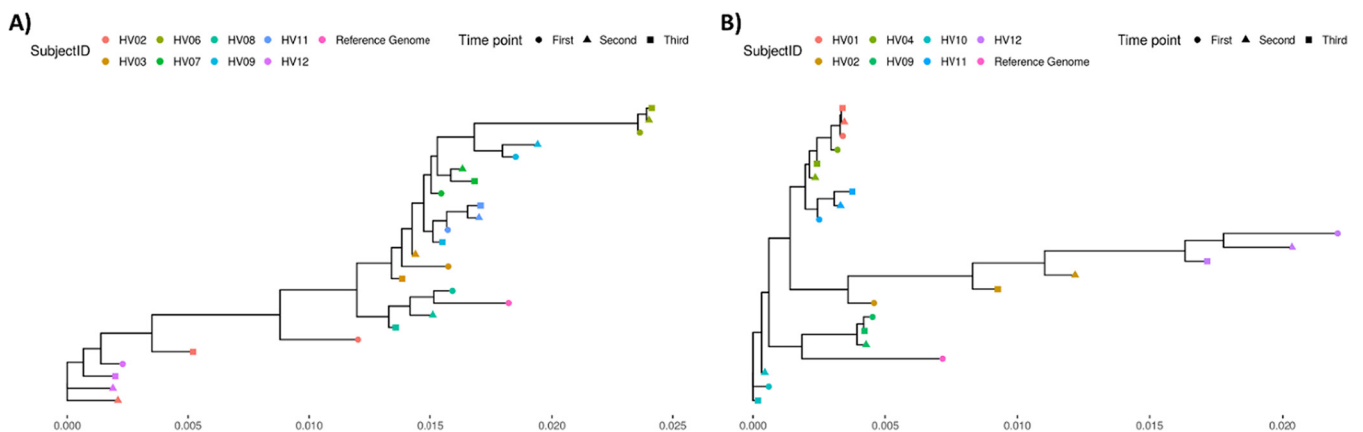 A)
SubjectID HV02 HV06 HV08 HV11 Reference Genome Time point First Second Third
HV03 HV07 HV09 HV12
0.000 0.005 0.010 0.015 0.020 0.025
B)
SubjectID HV01 HV04 HV10 HV12 Time point First Second Third
HV02 HV09 HV11 Reference Genome
0.000 0.005 0.010 0.015 0.020